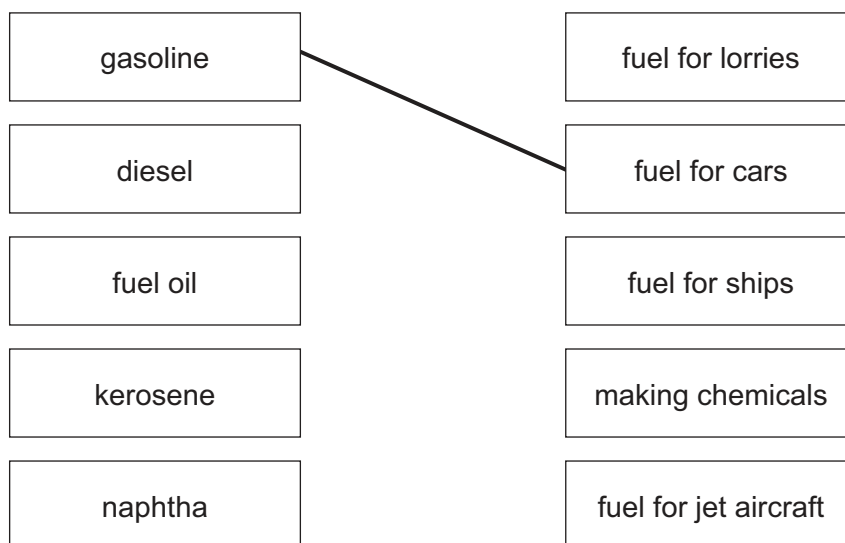 gasoline
fuel for lorries
diesel
fuel for cars
fuel oil
fuel for ships
kerosene
making chemicals
naphtha
fuel for jet aircraft